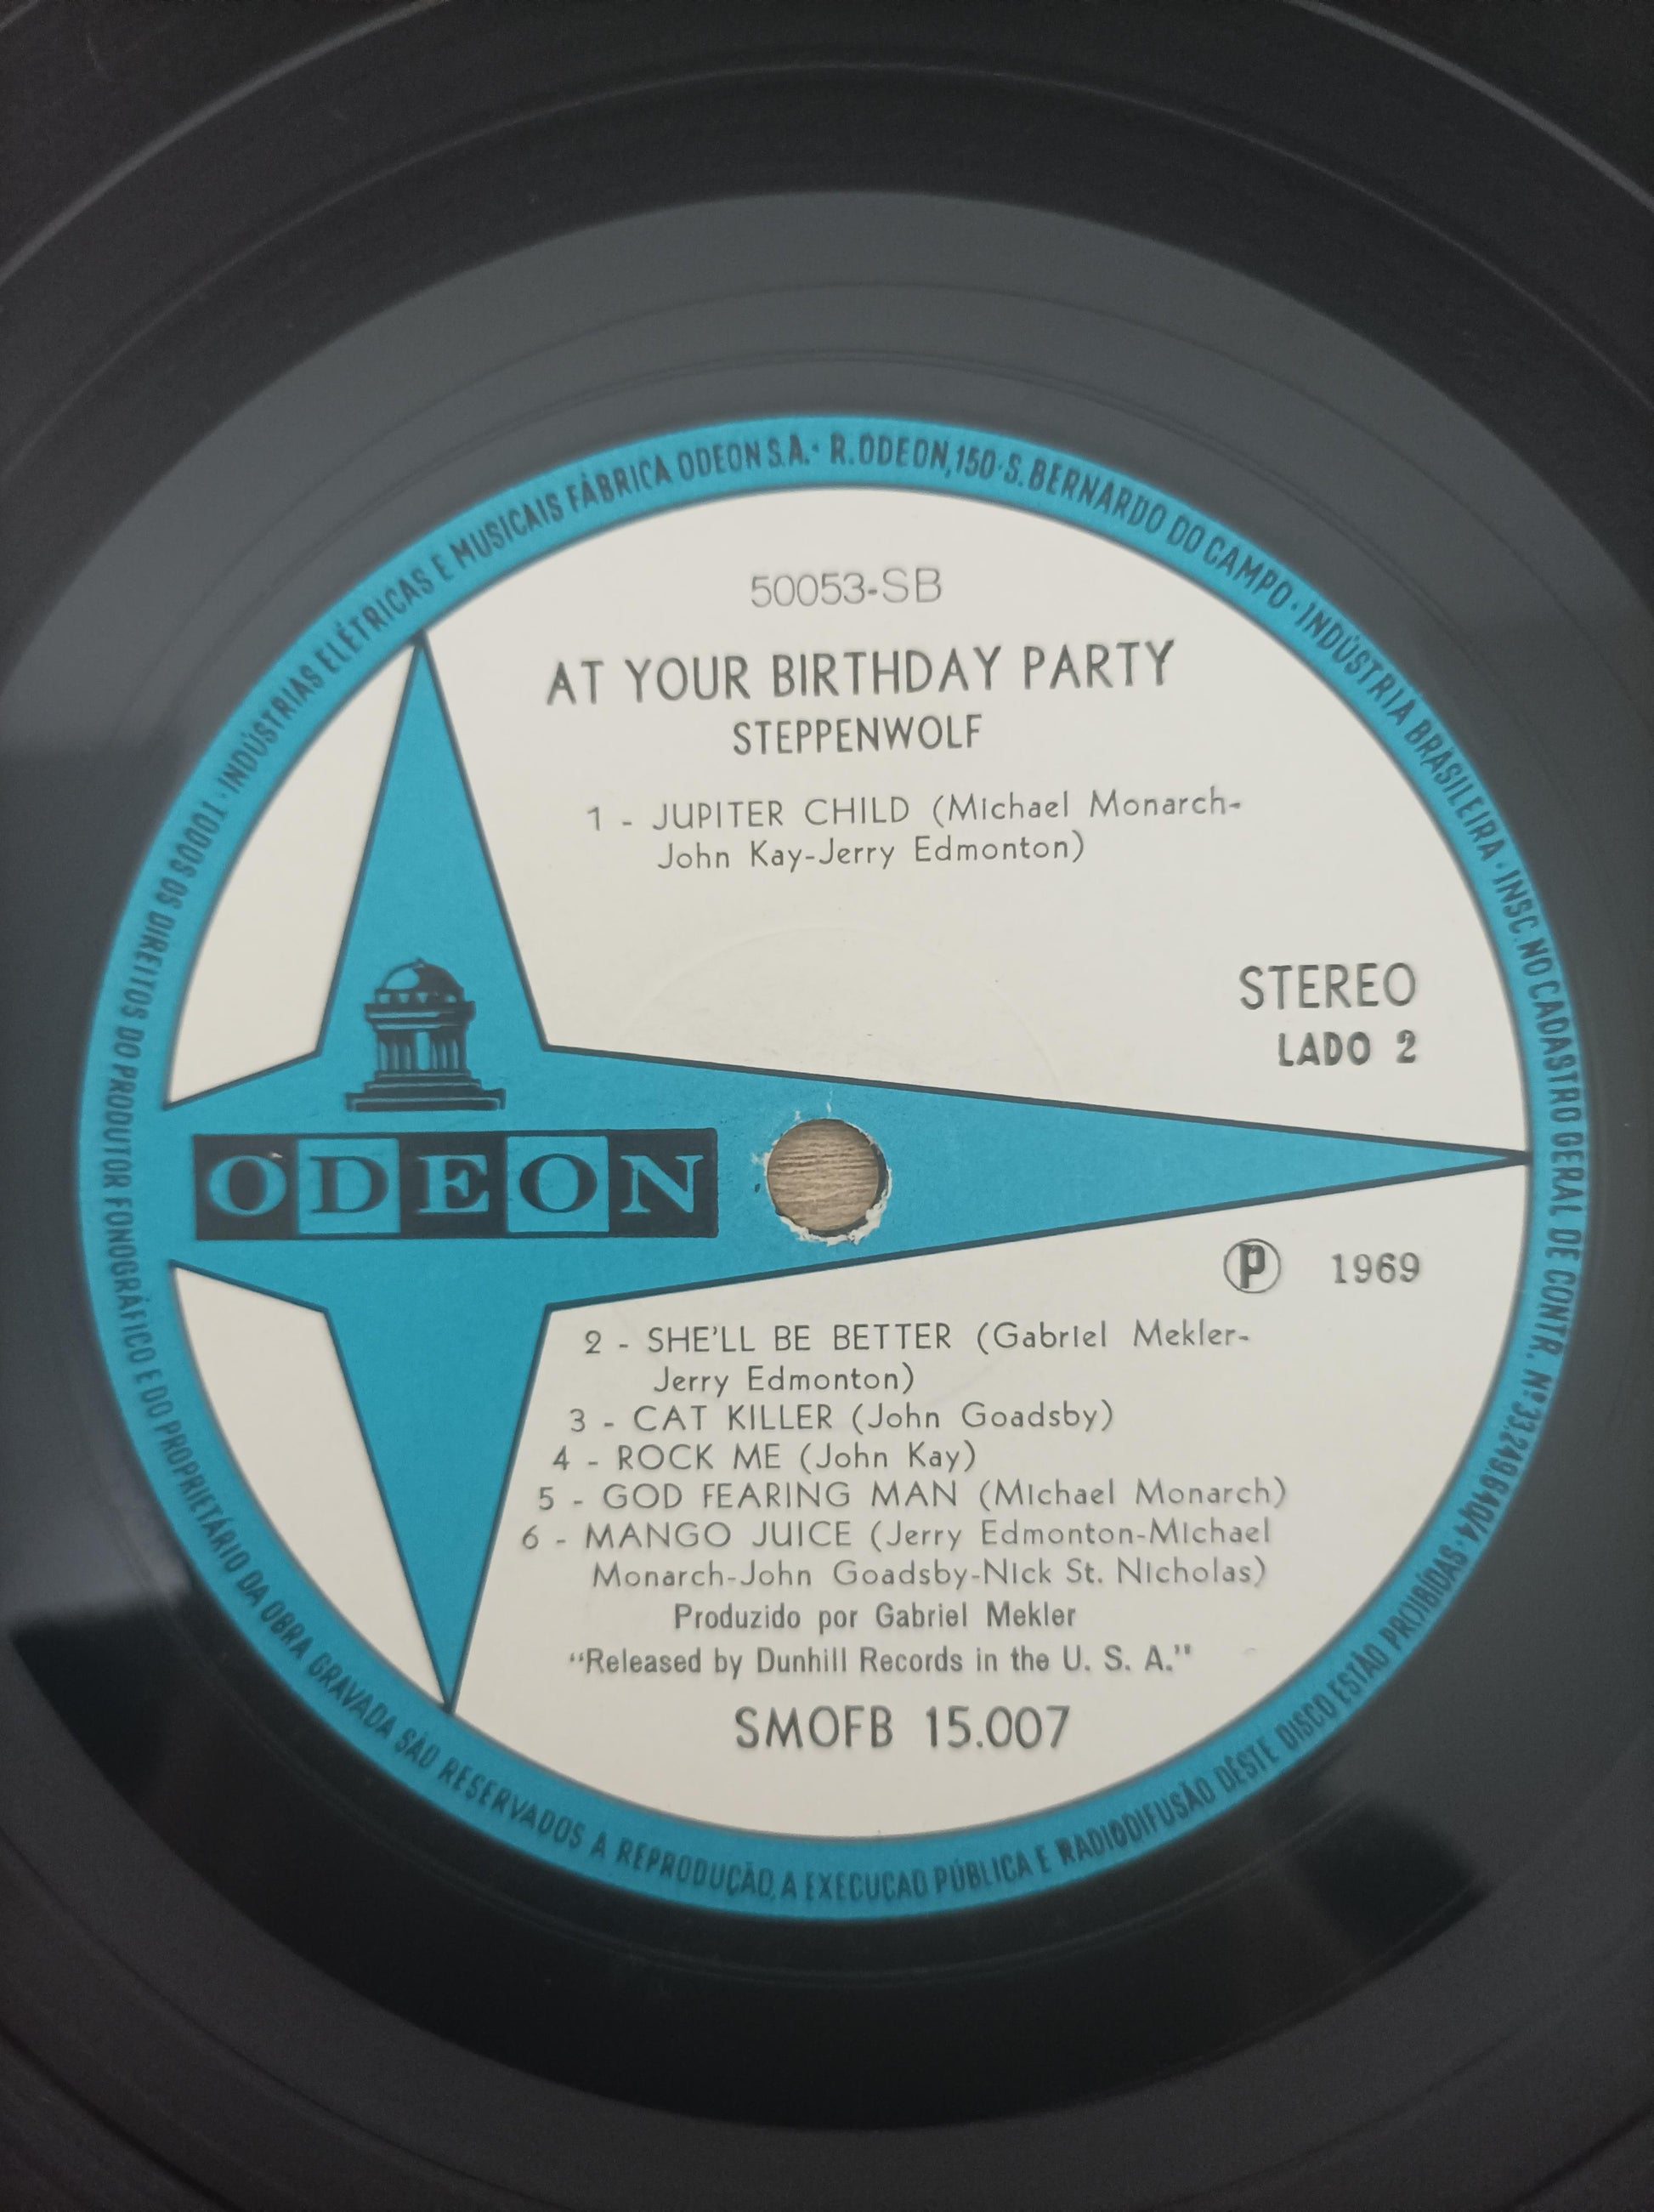 INDÚSTRIAS ELÉTRICAS E MUSICAIS FÁBRICA ODEON S.A. · R. ODEON, 150 · S. BERNARDO DO CAMPO · INDÚSTRIA BRASILEIRA · INSC. NO CADASTRO GERAL DE CONTR. Nº 33.249.640/4 · TODOS OS DIREITOS DO PRODUTOR FONOGRÁFICO E DO PROPRIETÁRIO DA OBRA GRAVADA SÃO RESERVADOS A REPRODUÇÃO, A EXECUCAO PÚBLICA E RADIODIFUSÃO DÊSTE DISCO ESTÃO PROIBÍDAS ·
50053-SB
AT YOUR BIRTHDAY PARTY
STEPPENWOLF
1 - JUPITER CHILD (Michael Monarch-
John Kay-Jerry Edmonton)
STEREO
LADO 2
ODEON
Ⓟ 1969
2 - SHE'LL BE BETTER (Gabriel Mekler-
Jerry Edmonton)
3 - CAT KILLER (John Goadsby)
4 - ROCK ME (John Kay)
5 - GOD FEARING MAN (Michael Monarch)
6 - MANGO JUICE (Jerry Edmonton-Michael
Monarch-John Goadsby-Nick St. Nicholas)
Produzido por Gabriel Mekler
“Released by Dunhill Records in the U. S. A.”
SMOFB 15.007